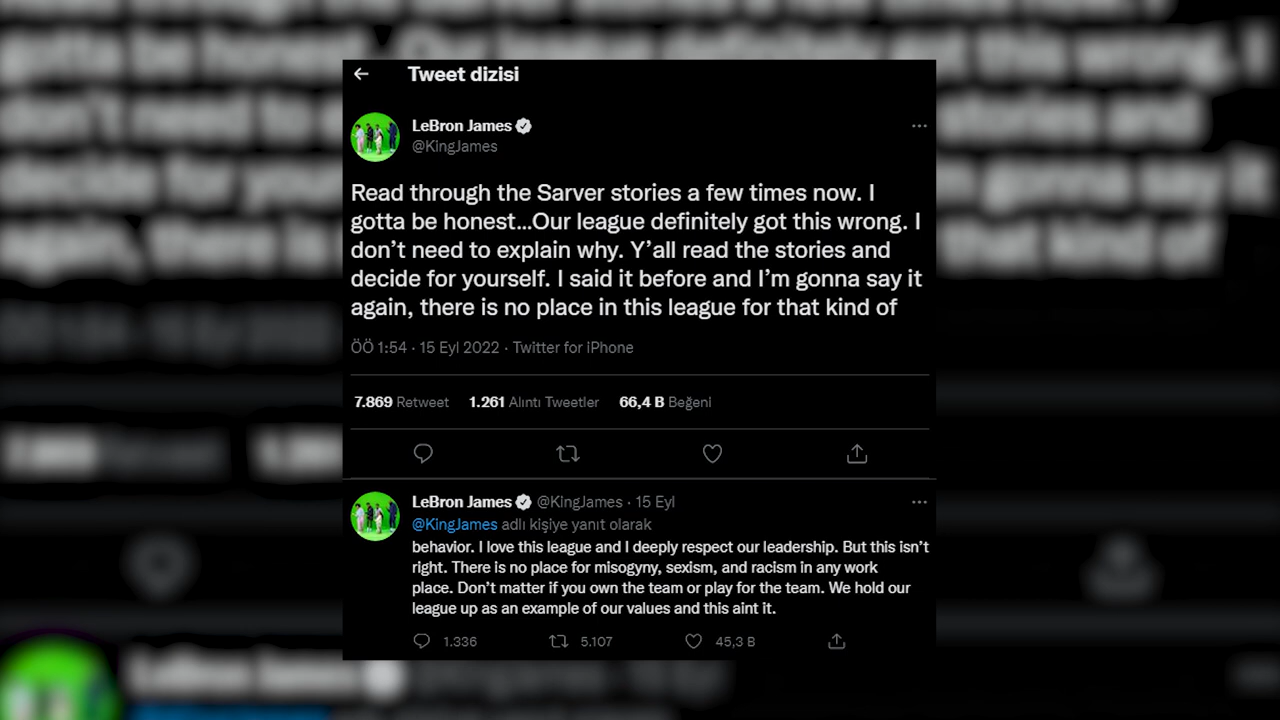 Tweet dizisi
LeBron James
@KingJames
Read through the Sarver stories a few times now. I
gotta be honest...Our league definitely got this wrong. I
don't need to explain why. Y'all read the stories and
decide for yourself. I said it before and I'm gonna say it
again, there is no place in this league for that kind of
ÖÖ 1:54 · 15 Eyl 2022 · Twitter for iPhone
7.869 Retweet 1.261 Alıntı Tweetler 66,4 B Beğeni
LeBron James @KingJames · 15 Eyl
@KingJames adlı kişiye yanıt olarak
behavior. I love this league and I deeply respect our leadership. But this isn't
right. There is no place for misogyny, sexism, and racism in any work
place. Don't matter if you own the team or play for the team. We hold our
league up as an example of our values and this aint it.
1.336 5.107 45,3 B